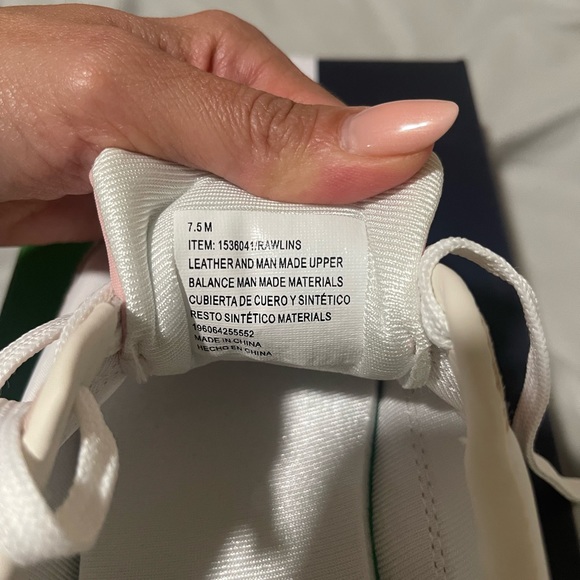 7.5 M
ITEM: 1536041/RAWLINS
LEATHER AND MAN MADE UPPER
BALANCE MAN MADE MATERIALS
CUBIERTA DE CUERO Y SINTÉTICO
RESTO SINTÉTICO MATERIALS
196064255552
MADE IN CHINA
HECHO EN CHINA